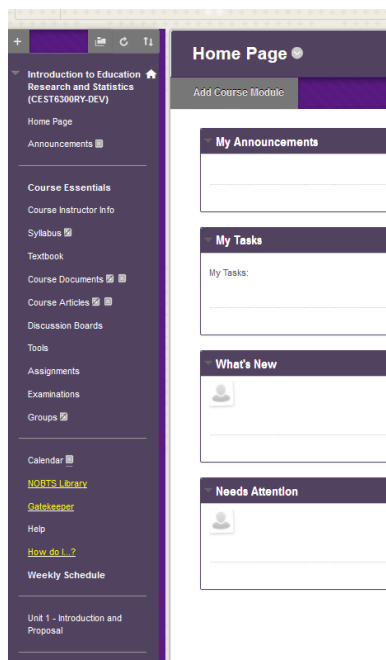 Introduction to Education
Research and Statistics
(CEST6300RY-DEV)
Home Page
Announcements
Course Essentials
Course Instructor Info
Syllabus
Textbook
Course Documents
Course Articles
Discussion Boards
Tools
Assignments
Examinations
Groups
Calendar
NOBTS Library
Gatekeeper
Help
How do I...?
Weekly Schedule
Unit 1 - Introduction and
Proposal
Home Page
Add Course Module
My Announcements
My Tasks
My Tasks:
What's New
Needs Attention